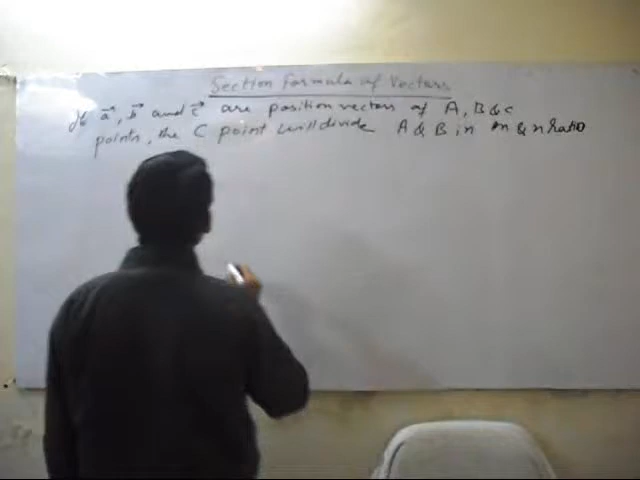 Section formula of Vectors
If a⃗, b⃗ and c⃗ are position vectors of A, B & C
points, the C point will divide A & B in m & n ratio